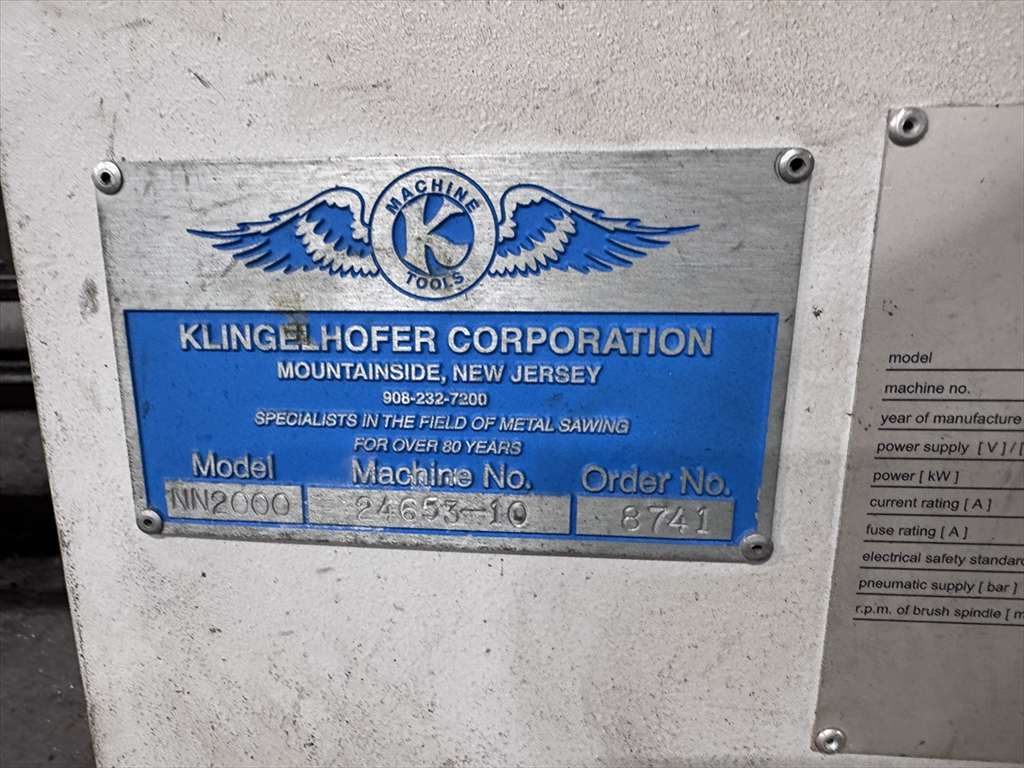 MACHINE
K
TOOLS
KLINGELHOFER CORPORATION
MOUNTAINSIDE, NEW JERSEY
908-232-7200
SPECIALISTS IN THE FIELD OF METAL SAWING
FOR OVER 80 YEARS
Model Machine No. Order No.
NN2000 24653-10 8741
model
machine no.
year of manufacture
power supply [ V ] / [
power [ kW ]
current rating [ A ]
fuse rating [ A ]
electrical safety standard
pneumatic supply [ bar ]
r.p.m. of brush spindle [ m